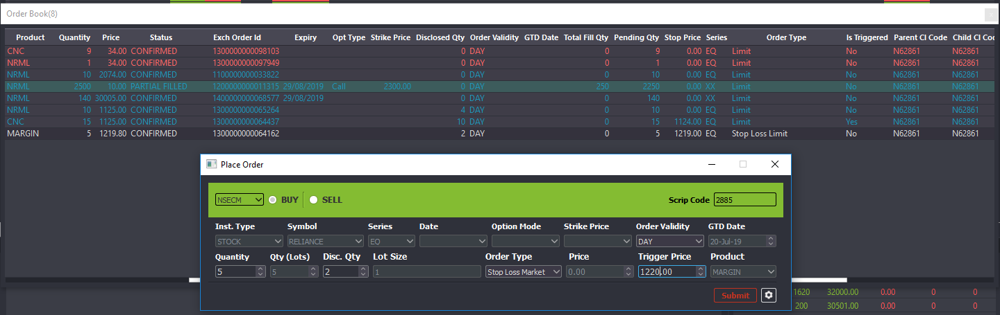 Order Book(8)
Product Quantity Price Status Exch Order Id Expiry Opt Type Strike Price Disclosed Qty Order Validity GTD Date Total Fill Qty Pending Qty Stop Price Series Order Type Is Triggered Parent Cl Code Child Cl Cod
CNC 9 34.00 CONFIRMED 1300000000098103 0 DAY 0 9 0.00 EQ Limit No N62861 N62861
NRML 1 34.00 CONFIRMED 1300000000097949 0 DAY 0 1 0.00 EQ Limit No N62861 N62861
NRML 10 2074.00 CONFIRMED 1100000000033822 0 DAY 0 10 0.00 EQ Limit No N62861 N62861
NRML 2500 10.00 PARTIAL FILLED 1200000000011315 29/08/2019 Call 2300.00 0 DAY 250 2250 0.00 XX Limit No N62861 N62861
NRML 140 30005.00 CONFIRMED 1400000000068577 29/08/2019 0 DAY 0 140 0.00 XX Limit No N62861 N62861
NRML 10 1125.00 CONFIRMED 1300000000065264 4 DAY 0 10 0.00 EQ Limit No N62861 N62861
CNC 15 1125.00 CONFIRMED 1300000000064437 10 DAY 0 15 1124.00 EQ Limit Yes N62861 N62861
MARGIN 5 1219.80 CONFIRMED 1300000000064162 2 DAY 0 5 1219.00 EQ Stop Loss Limit No N62861 N62861
Place Order
NSECM BUY SELL Scrip Code 2885
Inst. Type Symbol Series Date Option Mode Strike Price Order Validity GTD Date
STOCK RELIANCE EQ DAY 20-Jul-19
Quantity Qty (Lots) Disc. Qty Lot Size Order Type Price Trigger Price Product
5 5 2 1 Stop Loss Market 0.00 1220.00 MARGIN
Submit
1620 32000.00 0.00 0 0
200 30501.00 0.00 0 0